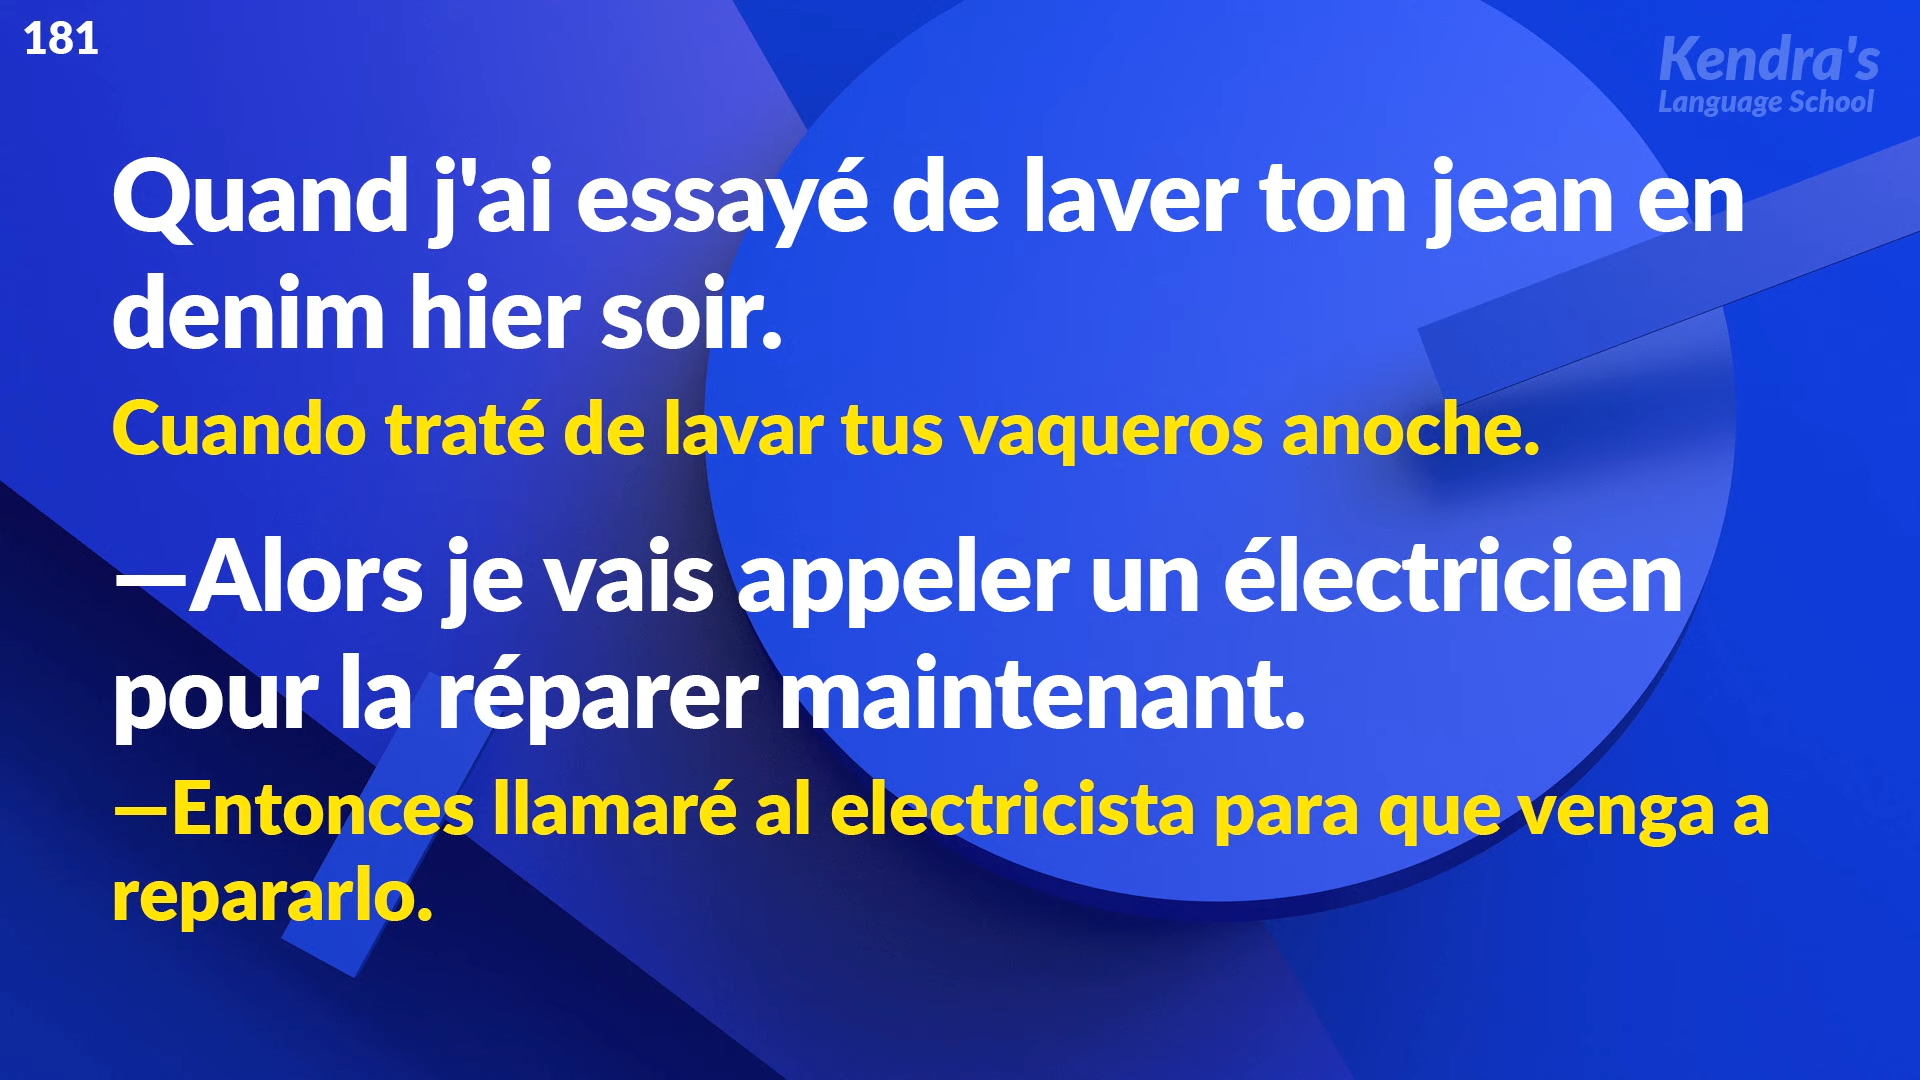 181
Kendra's
Language School
Quand j'ai essayé de laver ton jean en
denim hier soir.
Cuando traté de lavar tus vaqueros anoche.
—Alors je vais appeler un électricien
pour la réparer maintenant.
—Entonces llamaré al electricista para que venga a
repararlo.